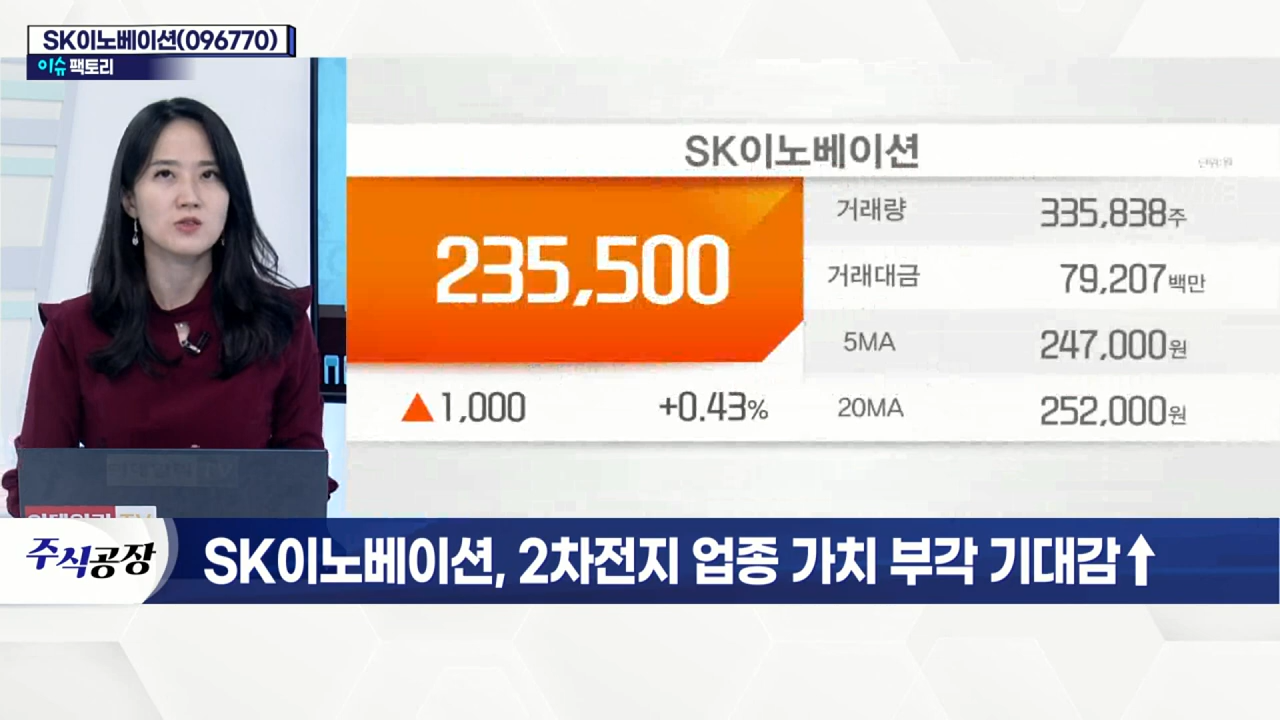 SK이노베이션(096770)
이슈 팩토리
SK이노베이션
235,500
▲1,000 +0.43%
거래량 335,838주
거래대금 79,207백만
5MA 247,000원
20MA 252,000원
주식공장
SK이노베이션, 2차전지 업종 가치 부각 기대감↑